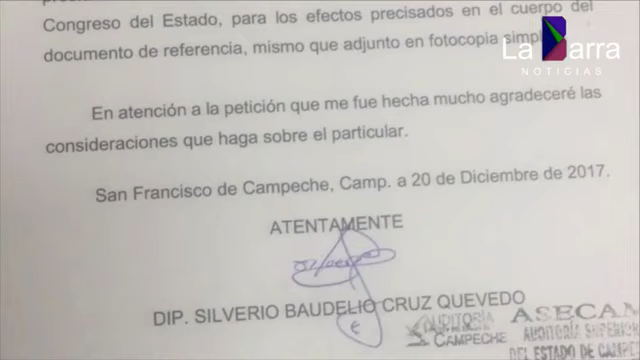 Congreso del Estado, para los efectos precisados en el cuerpo del
documento de referencia, mismo que adjunto en fotocopia
La Barra
NOTICIAS
En atención a la petición que me fue hecha mucho agradeceré las
consideraciones que haga sobre el particular.
San Francisco de Campeche, Camp. a 20 de Diciembre de 2017.
ATENTAMENTE
DIP. SILVERIO BAUDELIO CRUZ QUEVEDO
AUDITORÍA
CAMPECHE
ASECAM
AUDITORÍA SUPERIOR
DEL ESTADO DE CAMPE